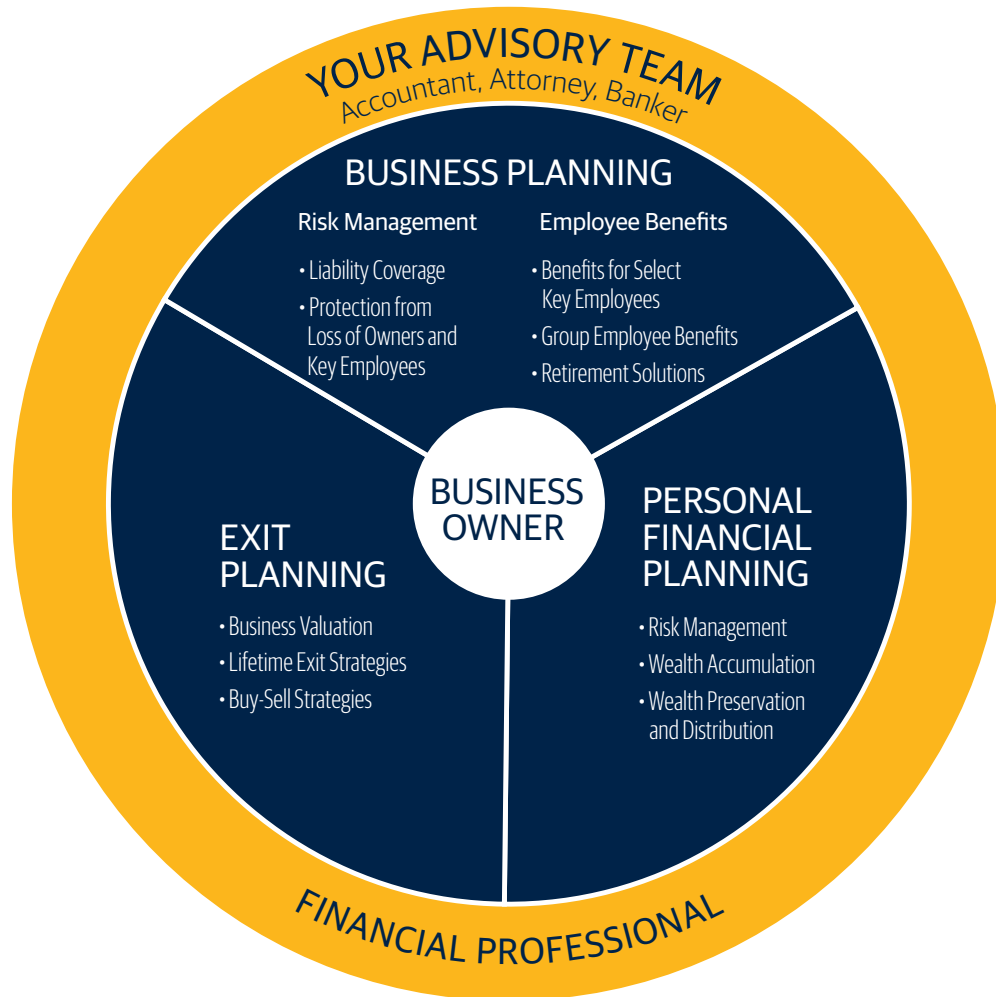 YOUR ADVISORY TEAM
Accountant, Attorney, Banker
BUSINESS PLANNING
Risk Management
• Liability Coverage
• Protection from
Loss of Owners and
Key Employees
Employee Benefits
• Benefits for Select
Key Employees
• Group Employee Benefits
• Retirement Solutions
BUSINESS
OWNER
EXIT
PLANNING
• Business Valuation
• Lifetime Exit Strategies
• Buy-Sell Strategies
PERSONAL
FINANCIAL
PLANNING
• Risk Management
• Wealth Accumulation
• Wealth Preservation
and Distribution
FINANCIAL PROFESSIONAL